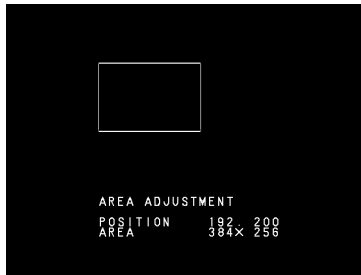 AREA ADJUSTMENT
POSITION 192. 200
AREA 384× 256